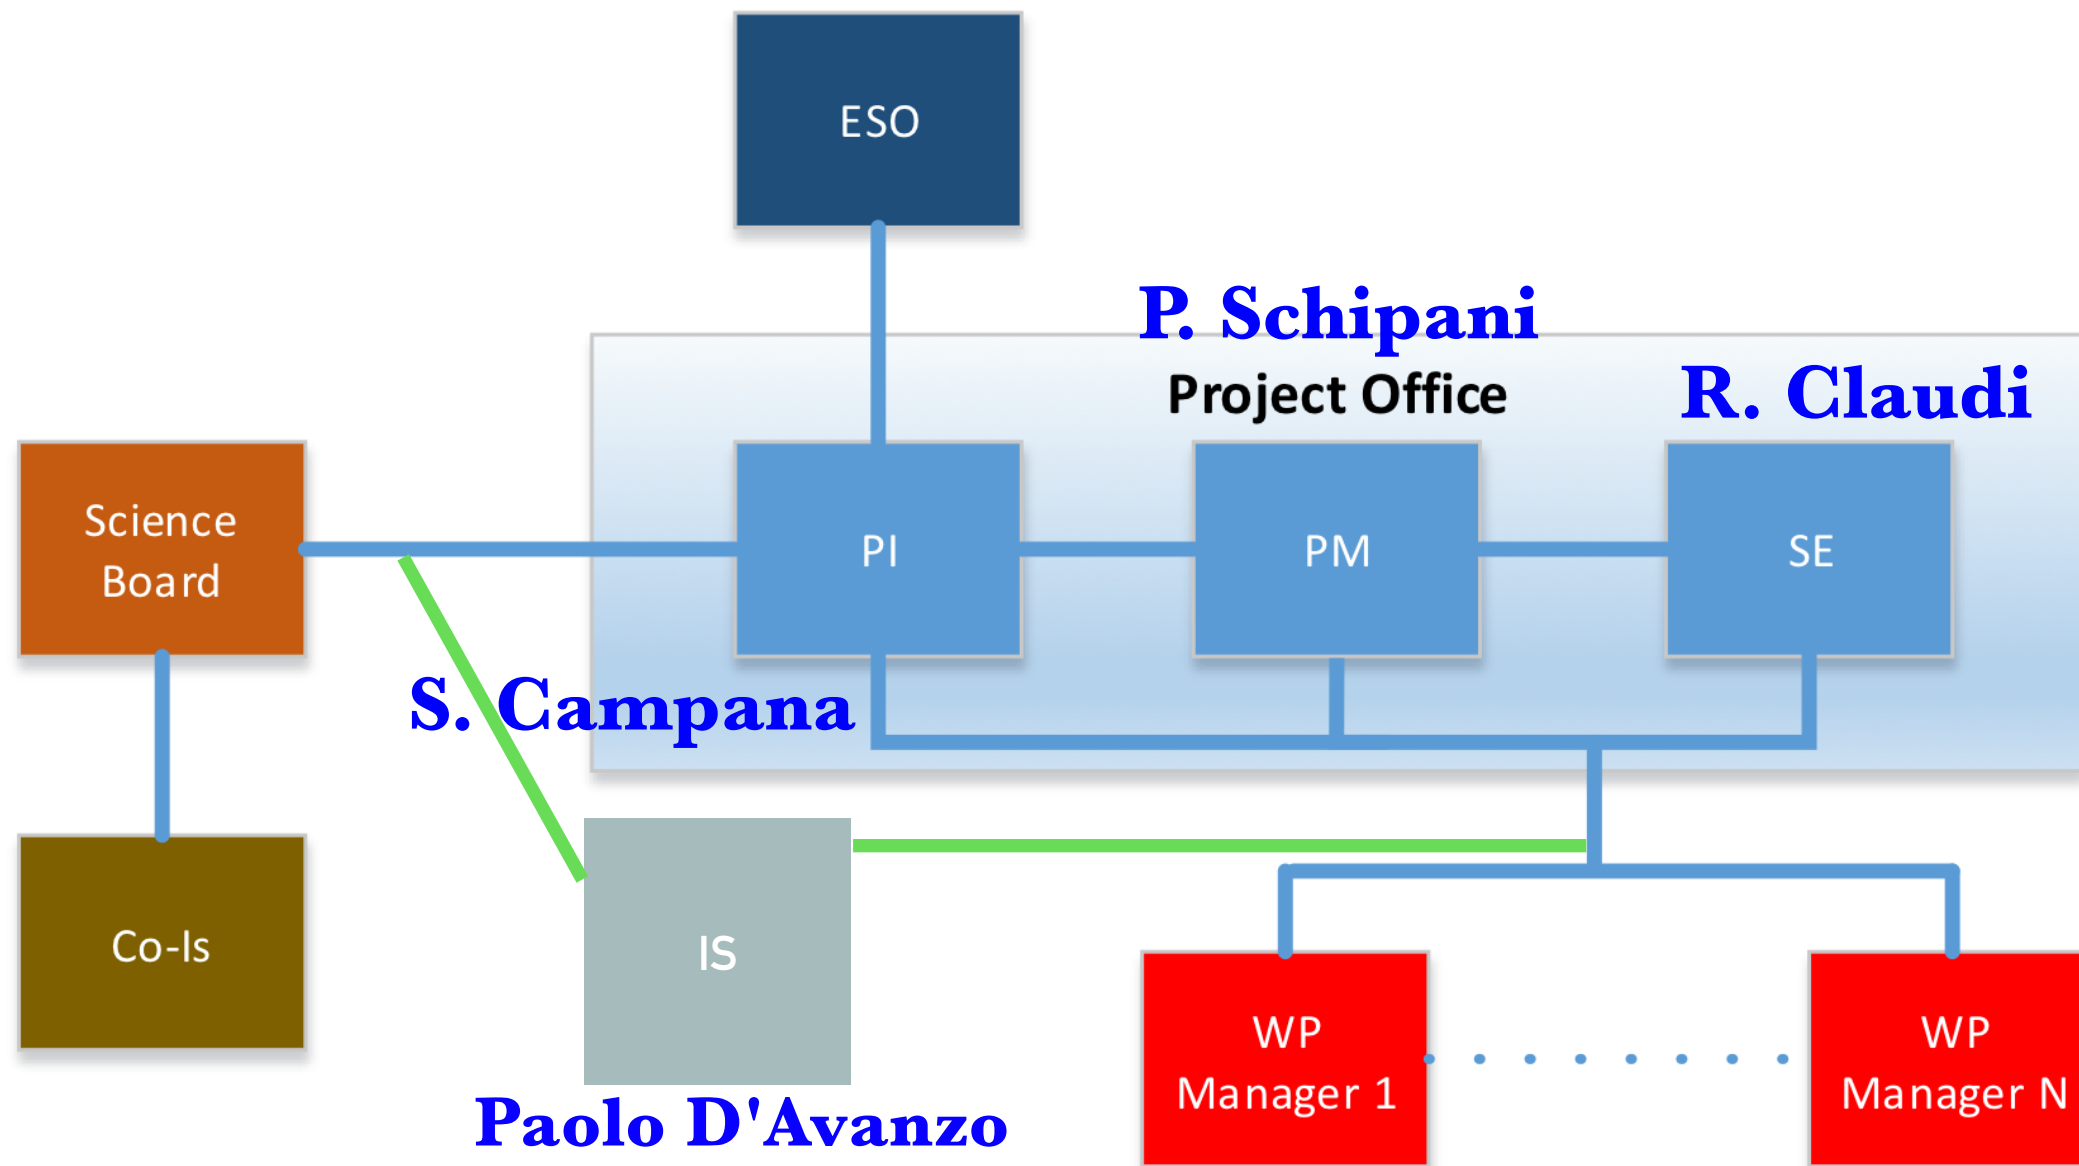 ESO
P. Schipani
Project Office
R. Claudi
Science
Board
PI
PM
SE
S. Campana
Co-Is
IS
WP
Manager 1
WP
Manager N
Paolo D'Avanzo